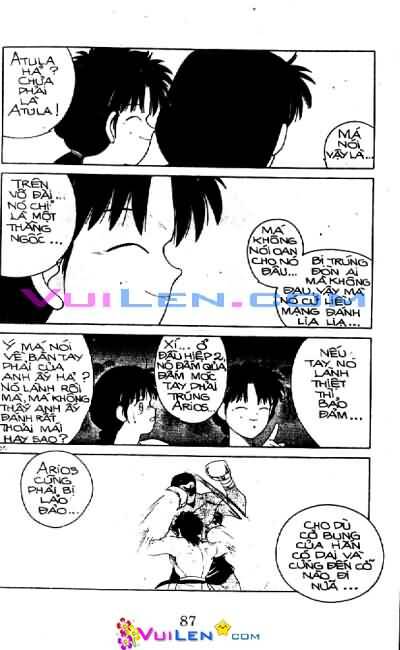 ATULA
HẢ ?
CHƯA
PHẢI
LÀ
ATULA !
MÁ
NÓI
VẬY LÀ...
TRÊN
VÕ ĐÀI...
NÓ CHỈ
LÀ MỘT
THẰNG
NGỐC ...
MÁ
KHÔNG
NÓI OAN
CHO NÓ
ĐÂU...
BỊ TRÚNG
ĐÒN AI
MÀ KHÔNG
ĐAU. VẬY MÀ
NÓ CỨ LIỀU
MẠNG ĐÁNH
LIA LỊA ...
VUILEN.COM
Ý MÁ NÓI
VỀ BÀN TAY
PHẢI CỦA
ANH ẤY HẢ ?
NÓ LÀNH RỒI
MÀ, MÁ KHÔNG
THẤY ANH ẤY
ĐÁNH RẤT
THOẢI MÁI
HAY SAO ?
XÍ... Ở
ĐẦU HIỆP 2,
NÓ ĐẤM QUẢ
ĐẤM MÓC
TAY PHẢI
TRÚNG
ARIOS.
NẾU
TAY NÓ
LÀNH
THIỆT
THÌ
BẢO
ĐẢM...
ARIOS
CŨNG
PHẢI BỊ
LẢO
ĐẢO...
CHO DÙ
CƠ BỤNG
CỦA HẮN
CÓ DAI VÀ
CỨNG ĐẾN CỠ
NÀO ĐI
NỮA ...
87
VUILEN.COM